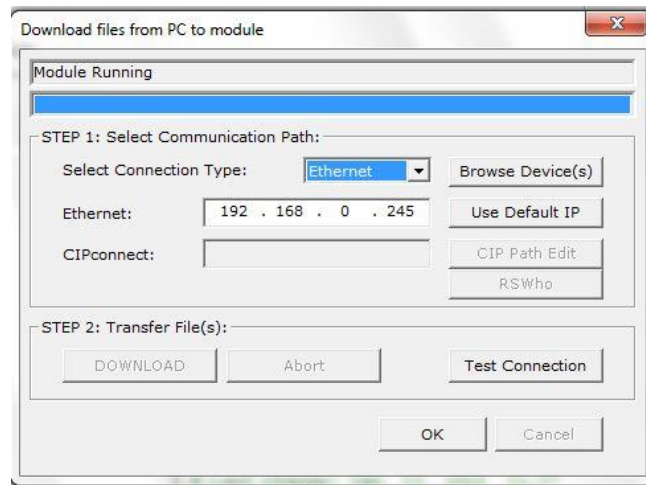 Download files from PC to module
Module Running
STEP 1: Select Communication Path:
Select Connection Type: Ethernet Browse Device(s)
Ethernet: 192 . 168 . 0 . 245 Use Default IP
CIPconnect: CIP Path Edit
RSWho
STEP 2: Transfer File(s):
DOWNLOAD Abort Test Connection
OK Cancel